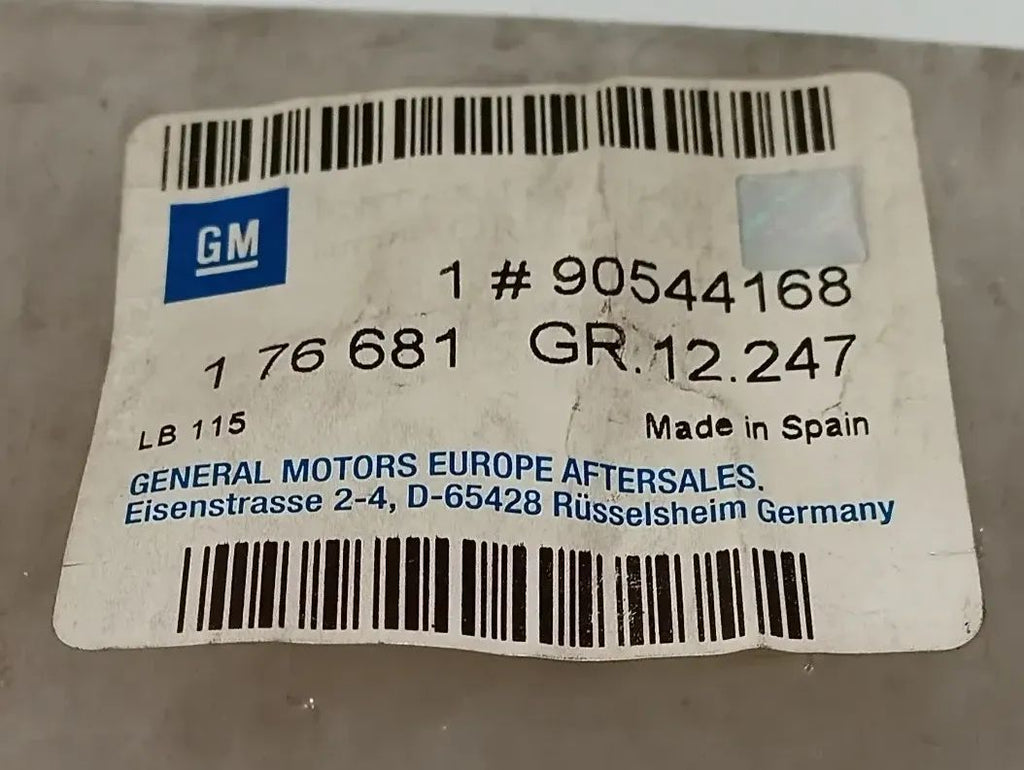 GM
1 # 90544168
1 76 681 GR.12.247
LB 115
Made in Spain
GENERAL MOTORS EUROPE AFTERSALES.
Eisenstrasse 2-4, D-65428 Rüsselsheim Germany